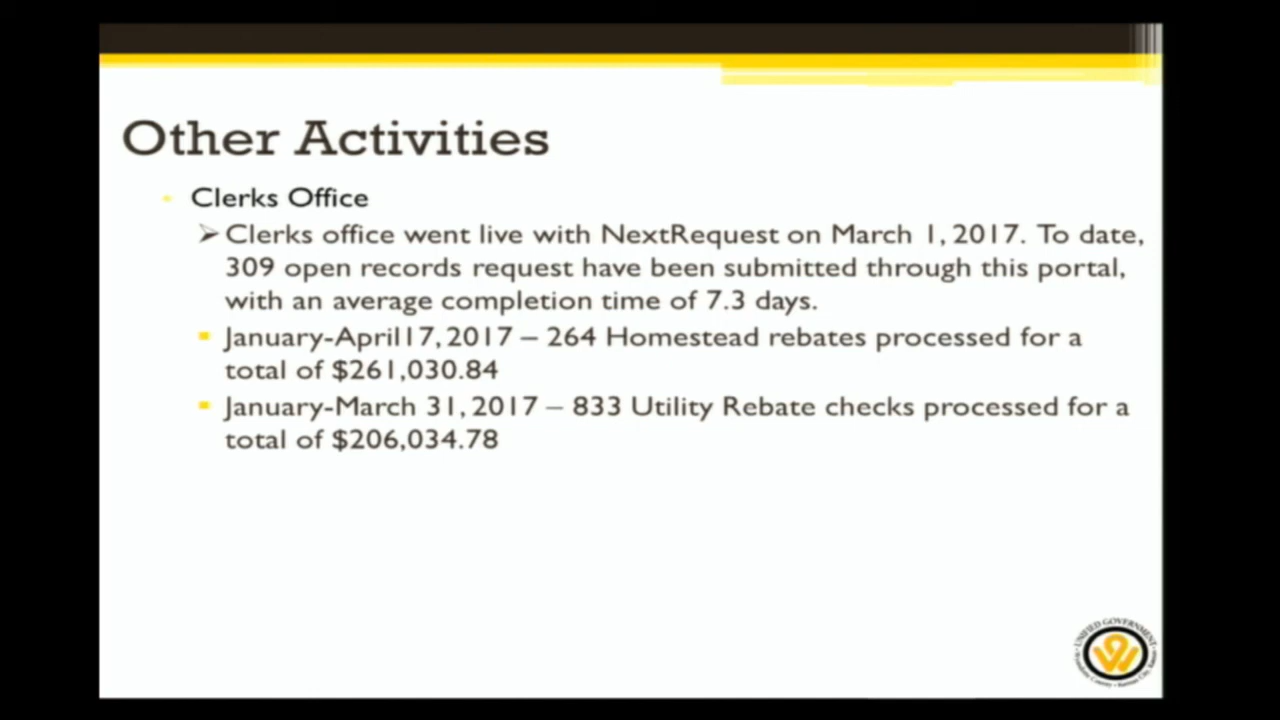 Other Activities
Clerks Office
Clerks office went live with NextRequest on March 1, 2017. To date,
309 open records request have been submitted through this portal,
with an average completion time of 7.3 days.
January-April17, 2017 – 264 Homestead rebates processed for a
total of $261,030.84
January-March 31, 2017 – 833 Utility Rebate checks processed for a
total of $206,034.78
UNIFIED GOVERNMENT